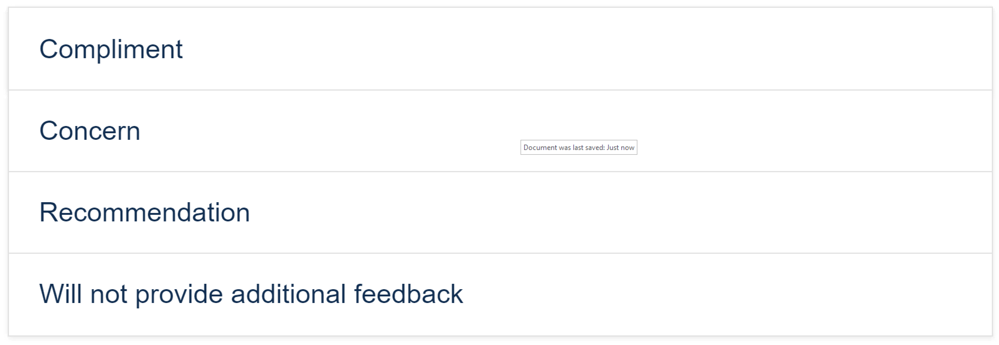 Compliment
Concern
Document was last saved: Just now
Recommendation
Will not provide additional feedback